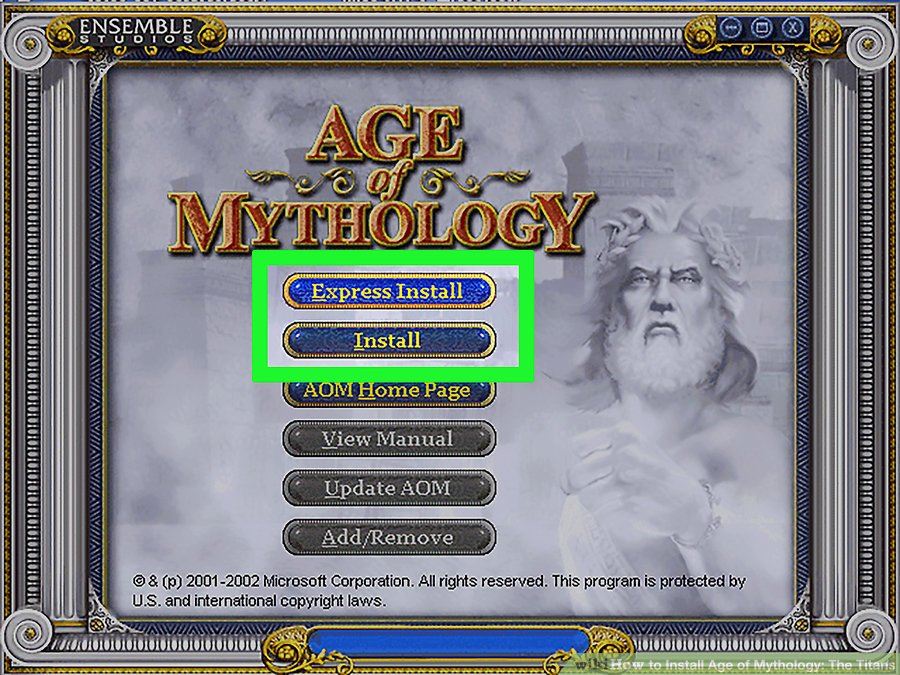 ENSEMBLE
STUDIOS
AGE
of
MYTHOLOGY
Express Install
Install
AOM Home Page
View Manual
Update AOM
Add/Remove
© & (p) 2001-2002 Microsoft Corporation. All rights reserved. This program is protected by
U.S. and international copyright laws.
wikiHow to Install Age of Mythology: The Titans